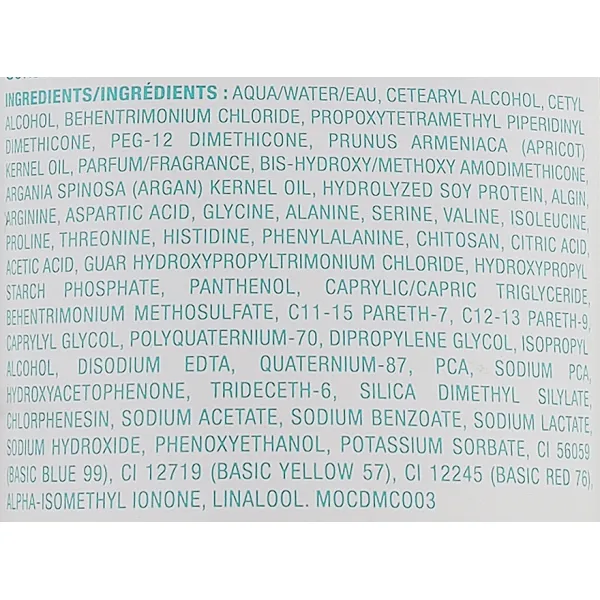 INGREDIENTS/INGRÉDIENTS : AQUA/WATER/EAU, CETEARYL ALCOHOL, CETYL
ALCOHOL, BEHENTRIMONIUM CHLORIDE, PROPOXYTETRAMETHYL PIPERIDINYL
DIMETHICONE, PEG-12 DIMETHICONE, PRUNUS ARMENIACA (APRICOT)
KERNEL OIL, PARFUM/FRAGRANCE, BIS-HYDROXY/METHOXY AMODIMETHICONE,
ARGANIA SPINOSA (ARGAN) KERNEL OIL, HYDROLYZED SOY PROTEIN, ALGIN,
ARGININE, ASPARTIC ACID, GLYCINE, ALANINE, SERINE, VALINE, ISOLEUCINE,
PROLINE, THREONINE, HISTIDINE, PHENYLALANINE, CHITOSAN, CITRIC ACID,
ACETIC ACID, GUAR HYDROXYPROPYLTRIMONIUM CHLORIDE, HYDROXYPROPYL
STARCH PHOSPHATE, PANTHENOL, CAPRYLIC/CAPRIC TRIGLYCERIDE,
BEHENTRIMONIUM METHOSULFATE, C11-15 PARETH-7, C12-13 PARETH-9,
CAPRYLYL GLYCOL, POLYQUATERNIUM-70, DIPROPYLENE GLYCOL, ISOPROPYL
ALCOHOL, DISODIUM EDTA, QUATERNIUM-87, PCA, SODIUM PCA,
HYDROXYACETOPHENONE, TRIDECETH-6, SILICA DIMETHYL SILYLATE,
CHLORPHENESIN, SODIUM ACETATE, SODIUM BENZOATE, SODIUM LACTATE,
SODIUM HYDROXIDE, PHENOXYETHANOL, POTASSIUM SORBATE, CI 56059
(BASIC BLUE 99), CI 12719 (BASIC YELLOW 57), CI 12245 (BASIC RED 76),
ALPHA-ISOMETHYL IONONE, LINALOOL. MOCDMC003